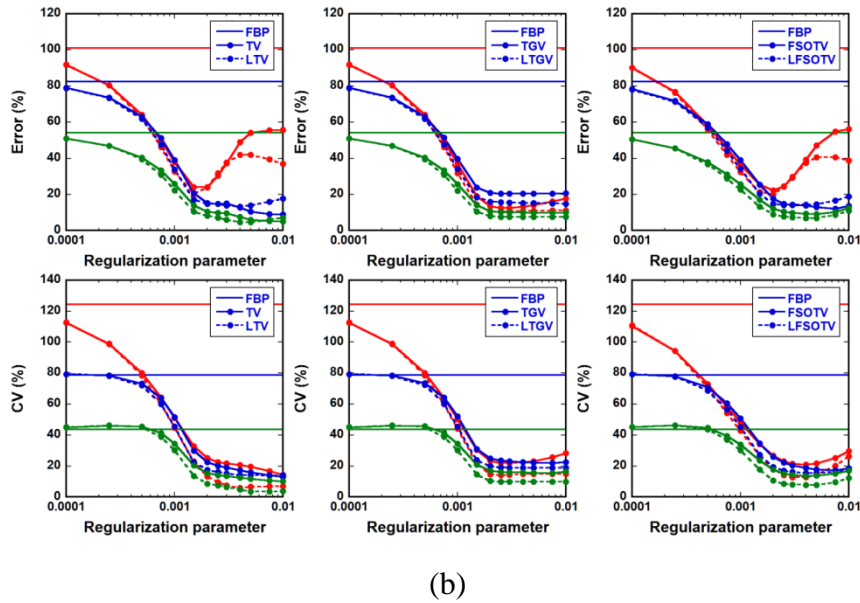 120
100
80
60
40
20
0
Error (%)
FBP
TV
LTV
0.0001
0.001
0.01
Regularization parameter
120
100
80
60
40
20
0
Error (%)
FBP
TGV
LTGV
0.0001
0.001
0.01
Regularization parameter
120
100
80
60
40
20
0
Error (%)
FBP
FSOTV
LFSOTV
0.0001
0.001
0.01
Regularization parameter
140
120
100
80
60
40
20
0
CV (%)
FBP
TV
LTV
0.0001
0.001
0.01
Regularization parameter
140
120
100
80
60
40
20
0
CV (%)
FBP
TGV
LTGV
0.0001
0.001
0.01
Regularization parameter
140
120
100
80
60
40
20
0
CV (%)
FBP
FSOTV
LFSOTV
0.0001
0.001
0.01
Regularization parameter
(b)